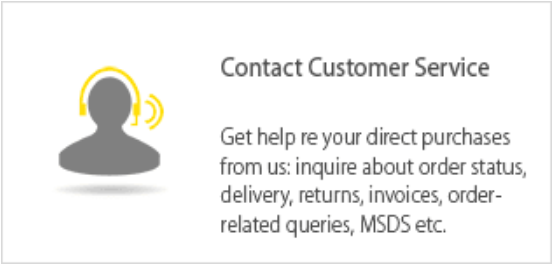 Contact Customer Service
Get help re your direct purchases
from us: inquire about order status,
delivery, returns, invoices, order-
related queries, MSDS etc.